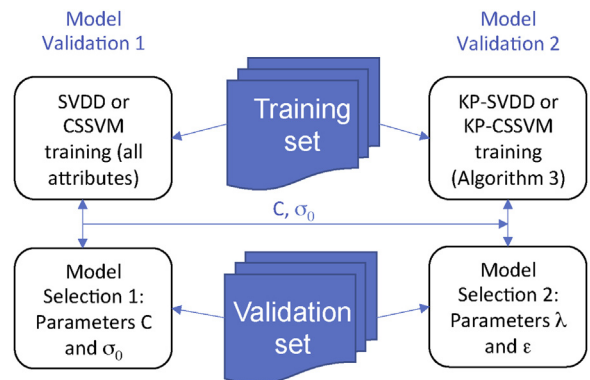 Model
Validation 1
Model
Validation 2
SVDD or
CSSVM
training (all
attributes)
Training
set
KP-SVDD or
KP-CSSVM
training
(Algorithm 3)
C, σ₀
Model
Selection 1:
Parameters C
and σ₀
Validation
set
Model
Selection 2:
Parameters λ
and ε